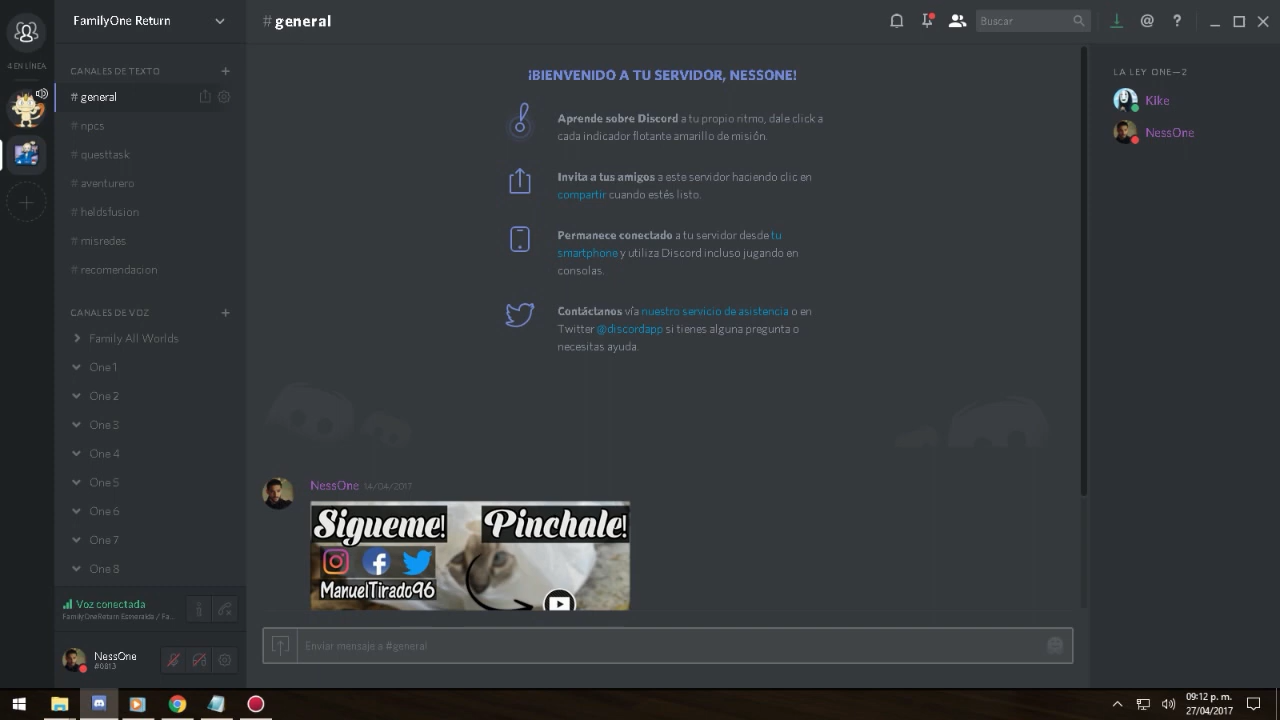 FamilyOne Return
#general
Buscar
4 EN LÍNEA
CANALES DE TEXTO
# general
# npcs
# questtask
# aventurero
# heldsfusion
# misredes
# recomendacion
CANALES DE VOZ
Family All Worlds
One 1
One 2
One 3
One 4
One 5
One 6
One 7
One 8
Voz conectada
FamilyOneReturn Esmeralda / Fa...
NessOne
#0813
¡BIENVENIDO A TU SERVIDOR, NESSONE!
Aprende sobre Discord a tu propio ritmo, dale click a
cada indicador flotante amarillo de misión.
Invita a tus amigos a este servidor haciendo clic en
compartir cuando estés listo.
Permanece conectado a tu servidor desde tu
smartphone y utiliza Discord incluso jugando en
consolas.
Contáctanos vía nuestro servicio de asistencia o en
Twitter @discordapp si tienes alguna pregunta o
necesitas ayuda.
NessOne 14/04/2017
Sigueme! Pinchale!
ManuelTirado96
Enviar mensaje a #general
LA LEY ONE—2
Kike
NessOne
09:12 p. m.
27/04/2017